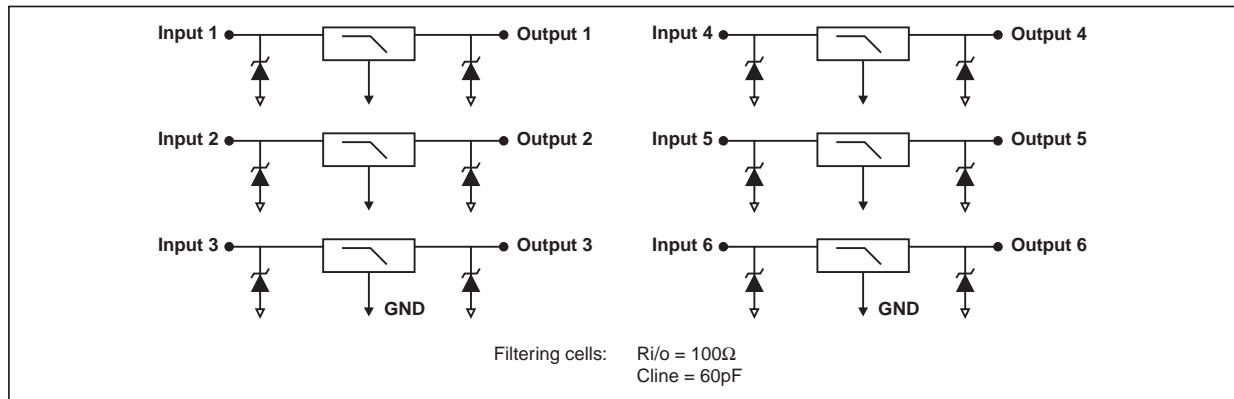 Input 1 Output 1 Input 4 Output 4
Input 2 Output 2 Input 5 Output 5
Input 3 Output 3 Input 6 Output 6
GND GND
Filtering cells: Ri/o = 100Ω
Cline = 60pF